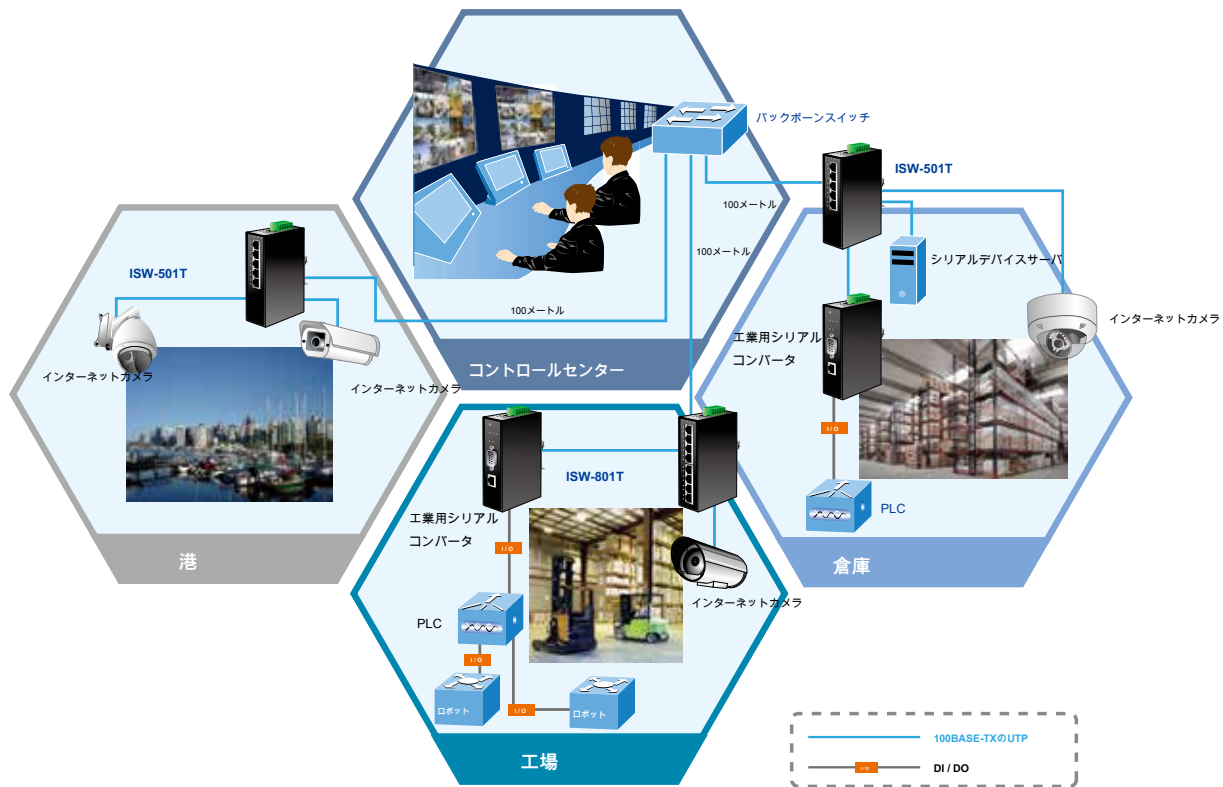 バックボーンスイッチ
ISW-501T
100メートル
100メートル
シリアルデバイスサーバ
ISW-501T
100メートル
インターネットカメラ
工業用シリアル
コンバータ
コントロールセンター
インターネットカメラ
インターネットカメラ
I/O
ISW-801T
PLC
工業用シリアル
コンバータ
I/O
港
倉庫
インターネットカメラ
PLC
I/O
ロボット
I/O
ロボット
100BASE-TXのUTP
工場
I/O
DI / DO